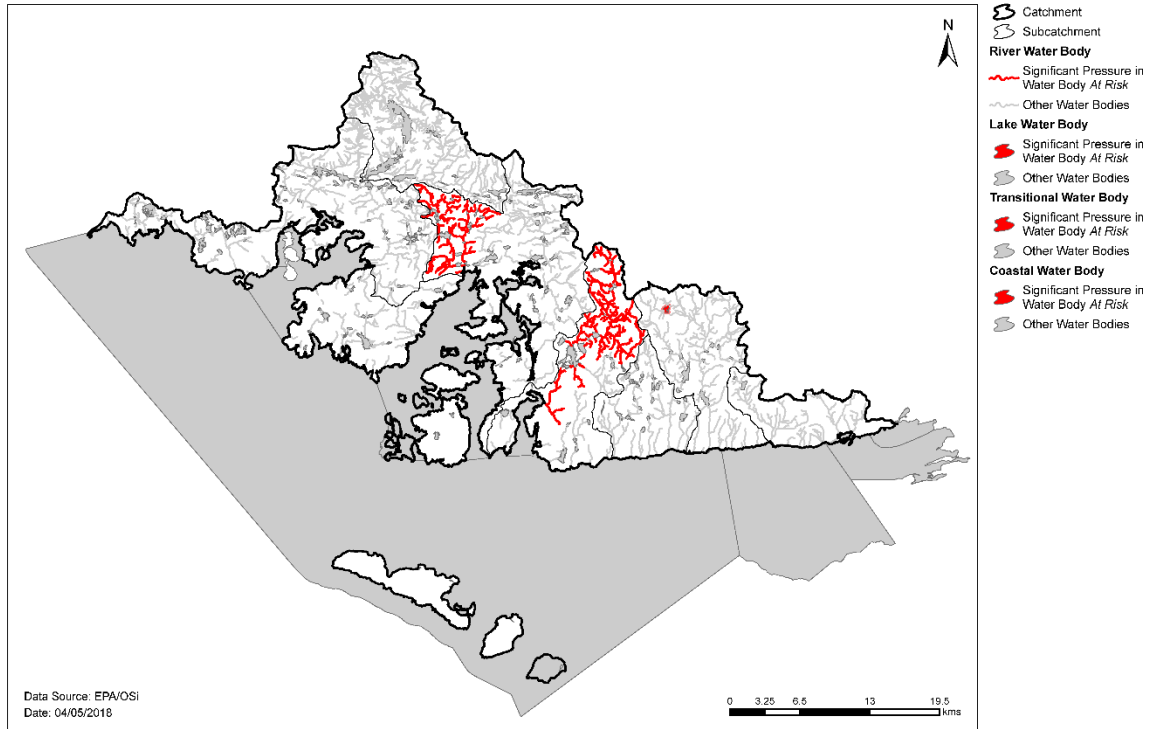 N
Catchment
Subcatchment
River Water Body
Significant Pressure in
Water Body At Risk
Other Water Bodies
Lake Water Body
Significant Pressure in
Water Body At Risk
Other Water Bodies
Transitional Water Body
Significant Pressure in
Water Body At Risk
Other Water Bodies
Coastal Water Body
Significant Pressure in
Water Body At Risk
Other Water Bodies
Data Source: EPA/OSi
Date: 04/05/2018
0 3.25 6.5 13 19.5
kms